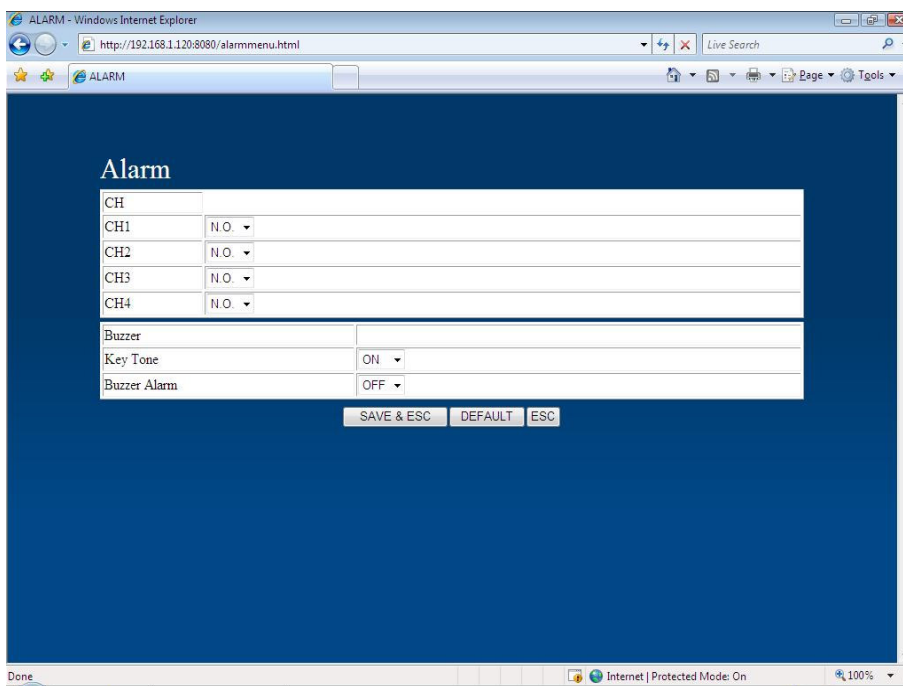 ALARM - Windows Internet Explorer
http://192.168.1.120:8080/alarmmenu.html
Live Search
ALARM
Page
Tools
Alarm
CH
CH1 N.O.
CH2 N.O.
CH3 N.O.
CH4 N.O.
Buzzer
Key Tone ON
Buzzer Alarm OFF
SAVE & ESC DEFAULT ESC
Done
Internet | Protected Mode: On
100%